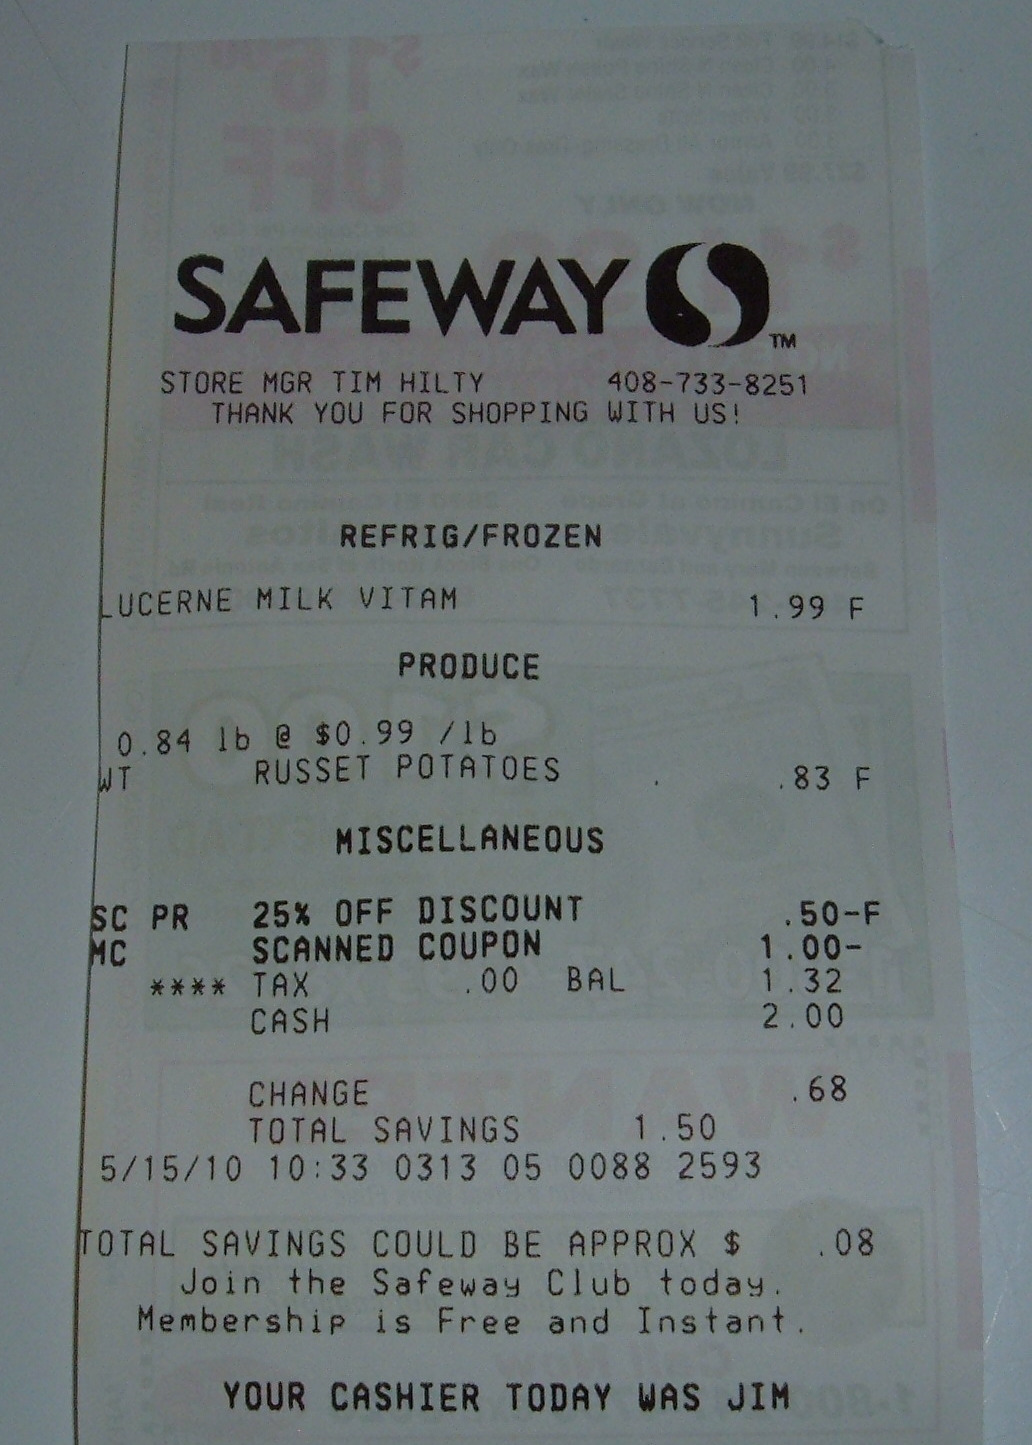 SAFEWAY TM
STORE MGR TIM HILTY 408-733-8251
THANK YOU FOR SHOPPING WITH US!
REFRIG/FROZEN
LUCERNE MILK VITAM 1.99 F
PRODUCE
0.84 lb @ $0.99 /lb
WT RUSSET POTATOES .83 F
MISCELLANEOUS
SC PR 25% OFF DISCOUNT .50-F
MC SCANNED COUPON 1.00-
**** TAX .00 BAL 1.32
CASH 2.00
CHANGE .68
TOTAL SAVINGS 1.50
5/15/10 10:33 0313 05 0088 2593
TOTAL SAVINGS COULD BE APPROX $ .08
Join the Safeway Club today.
Membership is Free and Instant.
YOUR CASHIER TODAY WAS JIM